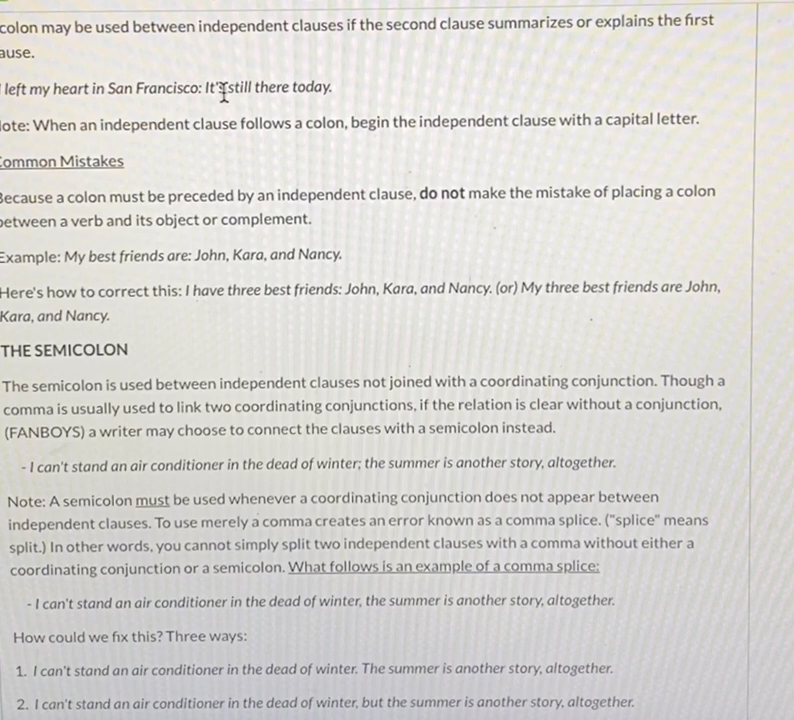 colon may be used between independent clauses if the second clause summarizes or explains the first
ause.
I left my heart in San Francisco: It's still there today.
ote: When an independent clause follows a colon, begin the independent clause with a capital letter.
Common Mistakes
Because a colon must be preceded by an independent clause, do not make the mistake of placing a colon
between a verb and its object or complement.
Example: My best friends are: John, Kara, and Nancy.
Here's how to correct this: I have three best friends: John, Kara, and Nancy. (or) My three best friends are John,
Kara, and Nancy.
THE SEMICOLON
The semicolon is used between independent clauses not joined with a coordinating conjunction. Though a
comma is usually used to link two coordinating conjunctions, if the relation is clear without a conjunction,
(FANBOYS) a writer may choose to connect the clauses with a semicolon instead.
- I can't stand an air conditioner in the dead of winter; the summer is another story, altogether.
Note: A semicolon must be used whenever a coordinating conjunction does not appear between
independent clauses. To use merely a comma creates an error known as a comma splice. ("splice" means
split.) In other words, you cannot simply split two independent clauses with a comma without either a
coordinating conjunction or a semicolon. What follows is an example of a comma splice:
- I can't stand an air conditioner in the dead of winter, the summer is another story, altogether.
How could we fix this? Three ways:
1. I can't stand an air conditioner in the dead of winter. The summer is another story, altogether.
2. I can't stand an air conditioner in the dead of winter, but the summer is another story, altogether.